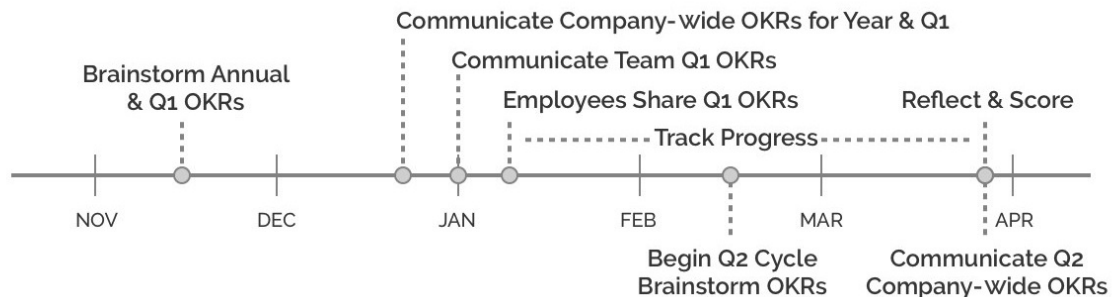 Communicate Company-wide OKRs for Year & Q1
Communicate Team Q1 OKRs
Brainstorm Annual
& Q1 OKRs
Employees Share Q1 OKRs
Reflect & Score
Track Progress
NOV
DEC
JAN
FEB
MAR
APR
Begin Q2 Cycle
Brainstorm OKRs
Communicate Q2
Company-wide OKRs